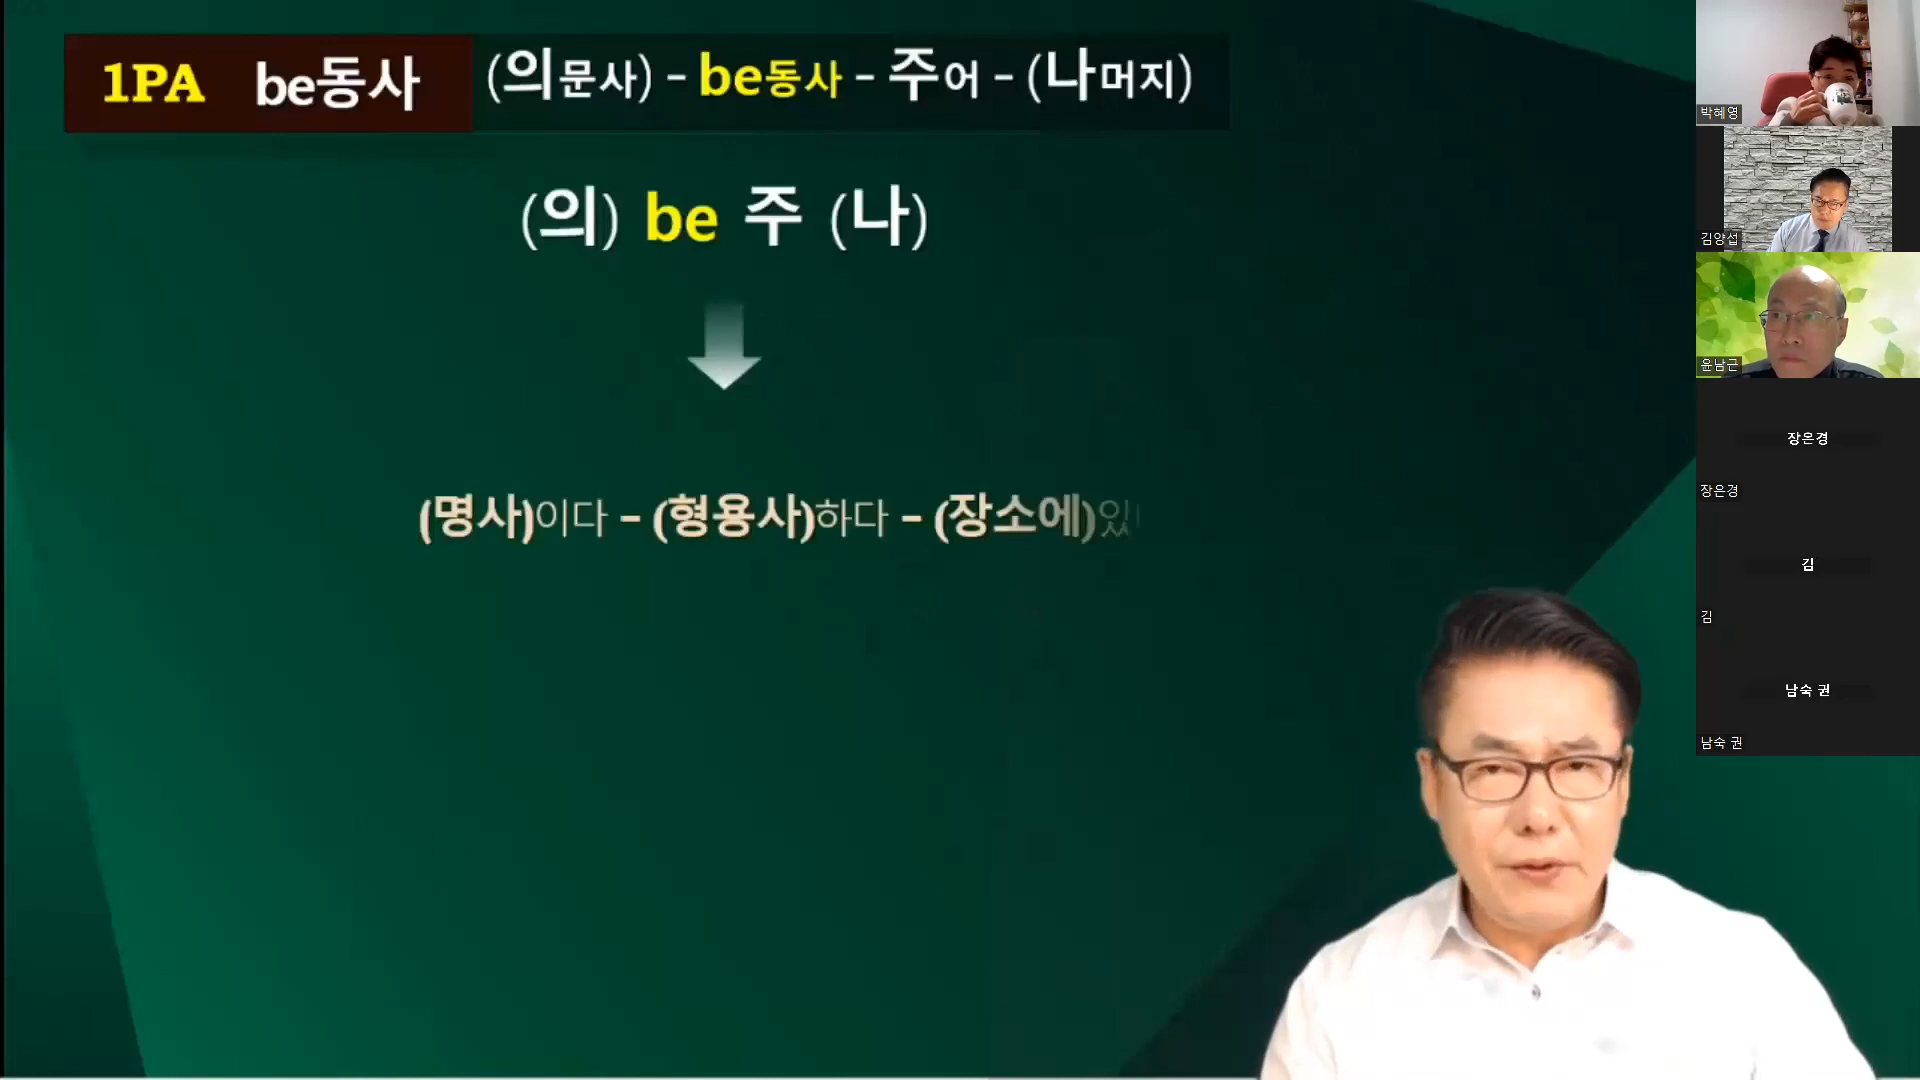 1PA be동사 (의문사) - be동사 - 주어 - (나머지)
(의) be 주 (나)
(명사)이다 - (형용사)하다 - (장소에)있
박혜영
김양섭
윤남근
장은경
장은경
김
김
남숙 권
남숙 권